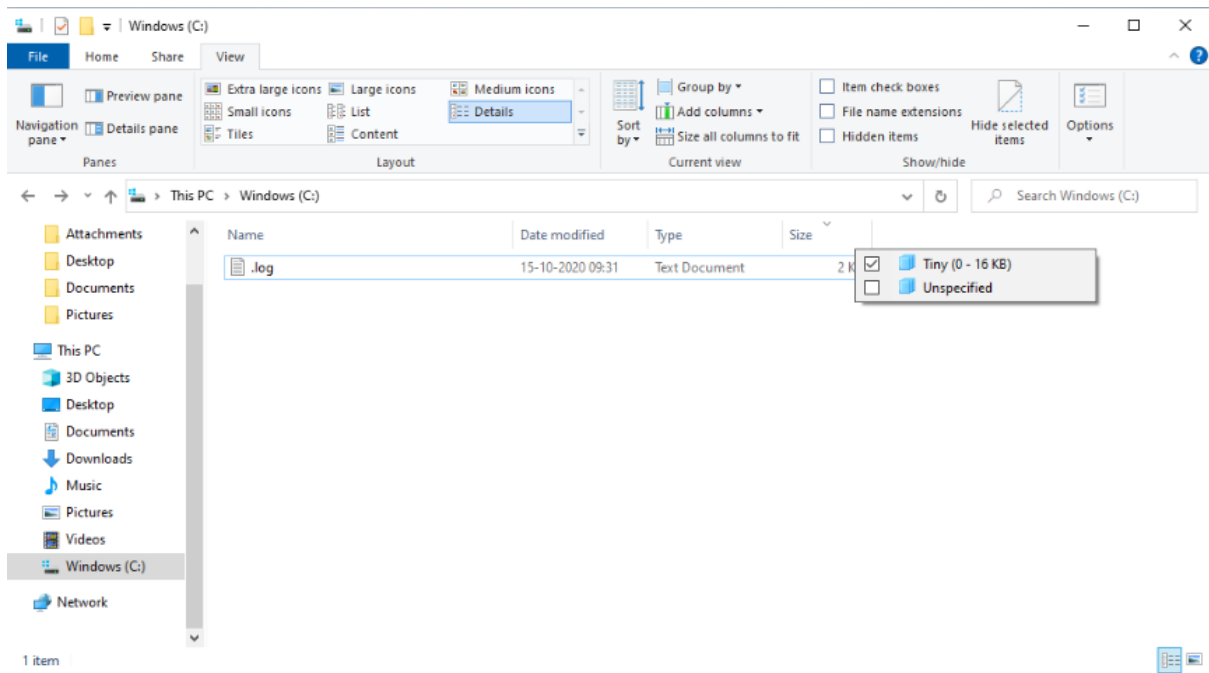 Windows (C:)
File Home Share View
Extra large icons Large icons Medium icons
Small icons List Details
Tiles Content
Navigation pane
Preview pane
Details pane
Panes
Layout
Sort by
Group by
Add columns
Size all columns to fit
Current view
Item check boxes
File name extensions
Hidden items
Hide selected items
Show/hide
Options
This PC > Windows (C:)
Search Windows (C:)
Name Date modified Type Size
.log 15-10-2020 09:31 Text Document 2 K
Tiny (0 - 16 KB)
Unspecified
Attachments
Desktop
Documents
Pictures
This PC
3D Objects
Desktop
Documents
Downloads
Music
Pictures
Videos
Windows (C:)
Network
1 item